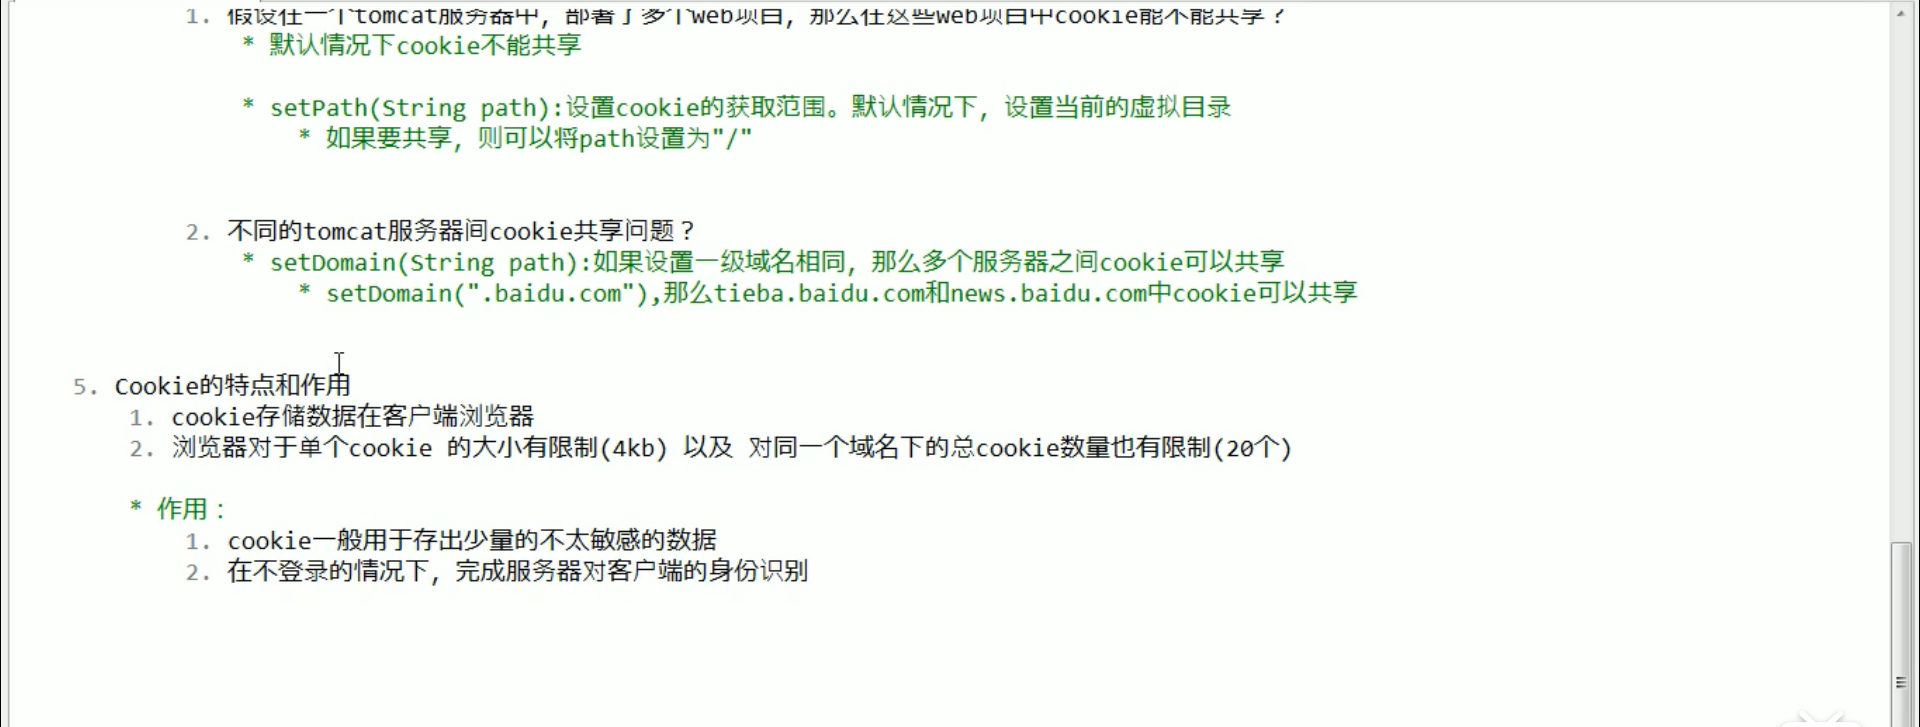 1. 假设在一个tomcat服务器中，部署了多个web项目，那么在这些web项目中cookie能不能共享？
* 默认情况下cookie不能共享
* setPath(String path):设置cookie的获取范围。默认情况下，设置当前的虚拟目录
* 如果要共享，则可以将path设置为"/"
2. 不同的tomcat服务器间cookie共享问题？
* setDomain(String path):如果设置一级域名相同，那么多个服务器之间cookie可以共享
* setDomain(".baidu.com"),那么tieba.baidu.com和news.baidu.com中cookie可以共享
5. Cookie的特点和作用
1. cookie存储数据在客户端浏览器
2. 浏览器对于单个cookie 的大小有限制(4kb) 以及 对同一个域名下的总cookie数量也有限制(20个)
* 作用：
1. cookie一般用于存出少量的不太敏感的数据
2. 在不登录的情况下，完成服务器对客户端的身份识别